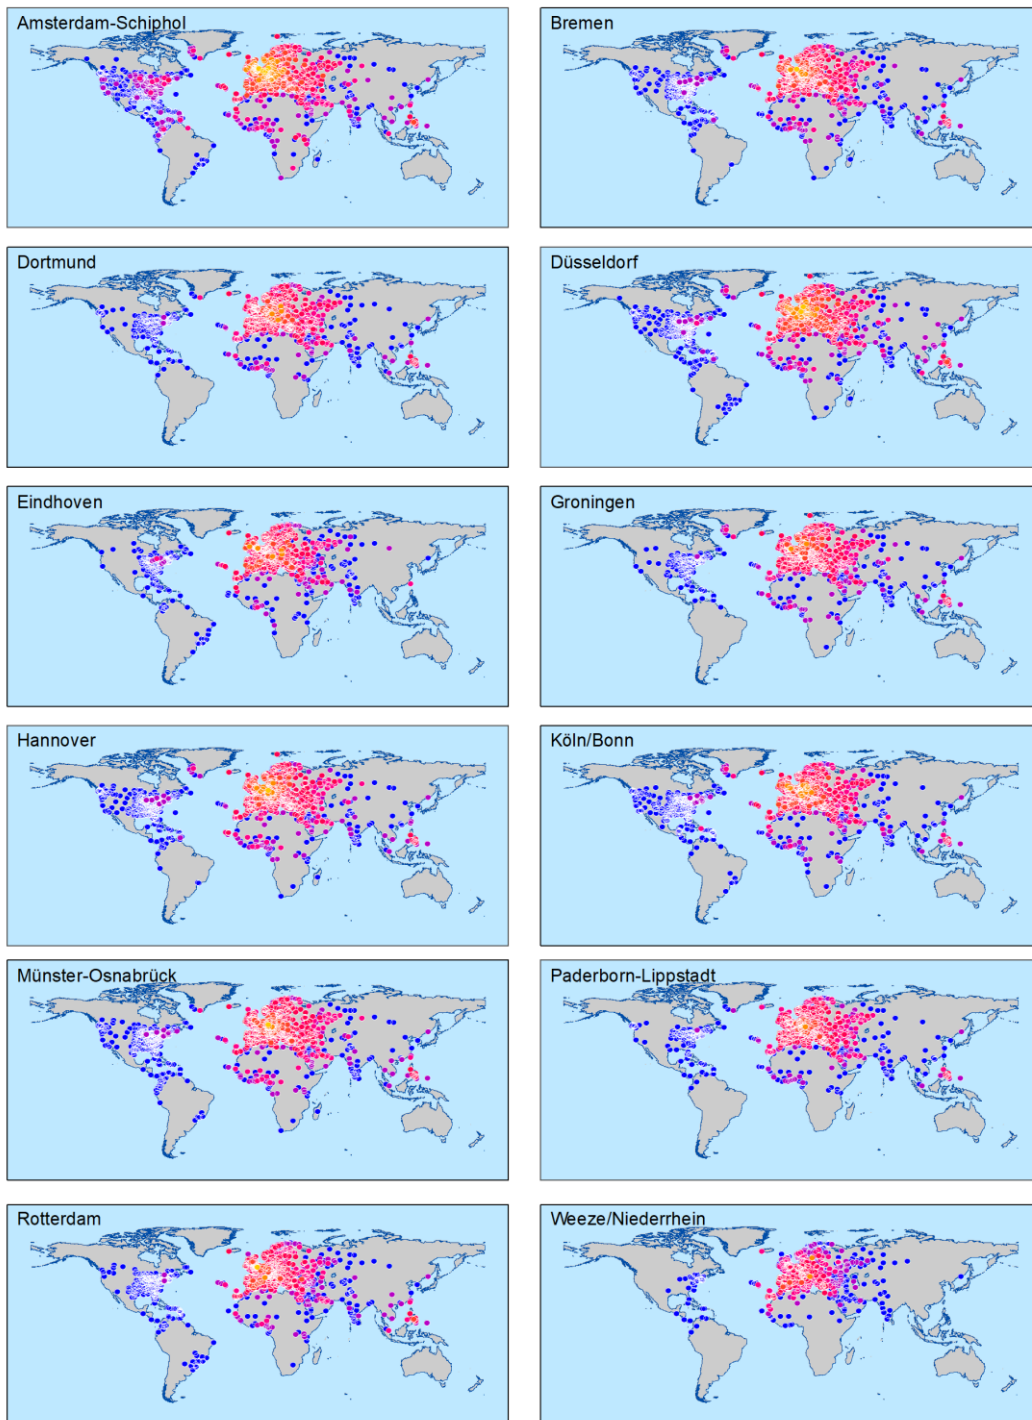 Amsterdam-Schiphol
Bremen
Dortmund
Düsseldorf
Eindhoven
Groningen
Hannover
Köln/Bonn
Münster-Osnabrück
Paderborn-Lippstadt
Rotterdam
Weeze/Niederrhein